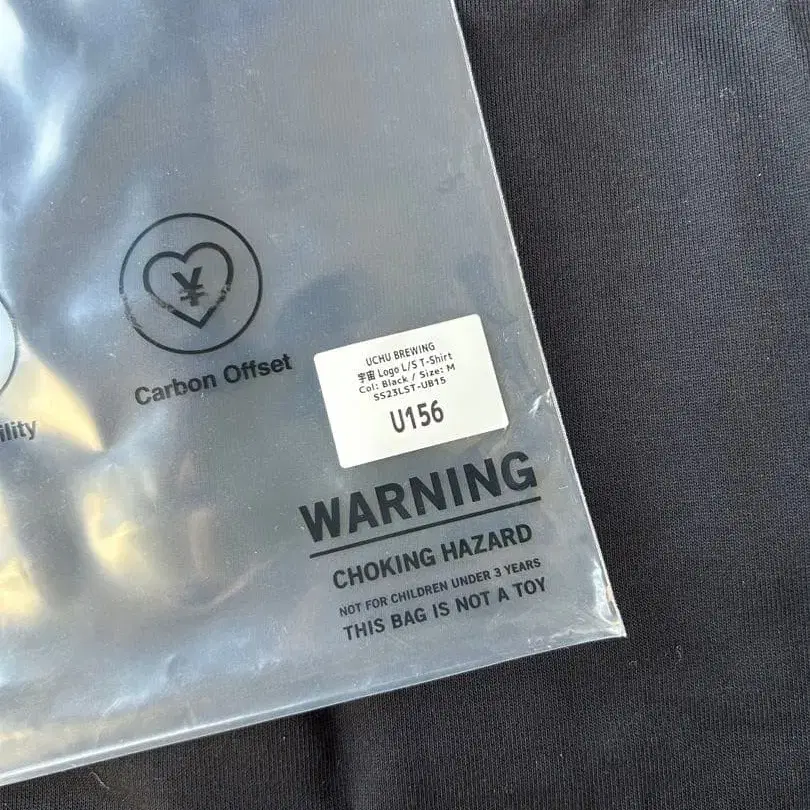 ¥
Carbon Offset
ility
UCHU BREWING
宇宙 Logo L/S T-Shirt
Col: Black / Size: M
SS23LST-UB15
U156
WARNING
CHOKING HAZARD
NOT FOR CHILDREN UNDER 3 YEARS
THIS BAG IS NOT A TOY